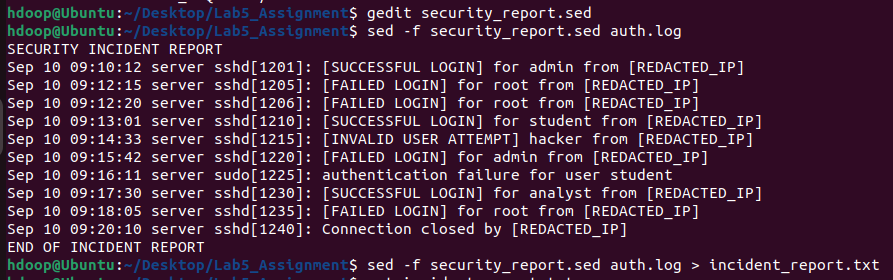 hdoop@Ubuntu:~/Desktop/Lab5_Assignment$ gedit security_report.sed
hdoop@Ubuntu:~/Desktop/Lab5_Assignment$ sed -f security_report.sed auth.log
SECURITY INCIDENT REPORT
Sep 10 09:10:12 server sshd[1201]: [SUCCESSFUL LOGIN] for admin from [REDACTED_IP]
Sep 10 09:12:15 server sshd[1205]: [FAILED LOGIN] for root from [REDACTED_IP]
Sep 10 09:12:20 server sshd[1206]: [FAILED LOGIN] for root from [REDACTED_IP]
Sep 10 09:13:01 server sshd[1210]: [SUCCESSFUL LOGIN] for student from [REDACTED_IP]
Sep 10 09:14:33 server sshd[1215]: [INVALID USER ATTEMPT] hacker from [REDACTED_IP]
Sep 10 09:15:42 server sshd[1220]: [FAILED LOGIN] for admin from [REDACTED_IP]
Sep 10 09:16:11 server sudo[1225]: authentication failure for user student
Sep 10 09:17:30 server sshd[1230]: [SUCCESSFUL LOGIN] for analyst from [REDACTED_IP]
Sep 10 09:18:05 server sshd[1235]: [FAILED LOGIN] for root from [REDACTED_IP]
Sep 10 09:20:10 server sshd[1240]: Connection closed by [REDACTED_IP]
END OF INCIDENT REPORT
hdoop@Ubuntu:~/Desktop/Lab5_Assignment$ sed -f security_report.sed auth.log > incident_report.txt